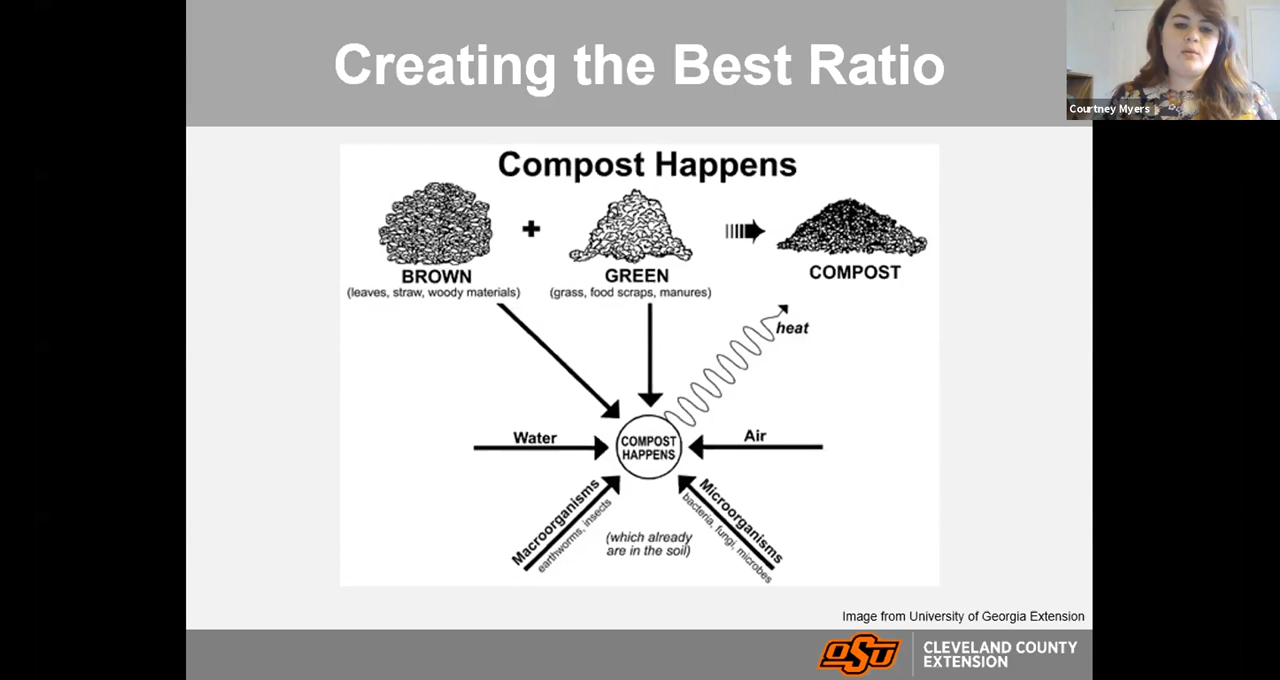 Creating the Best Ratio
Courtney Myers
Compost Happens
BROWN
(leaves, straw, woody materials)
GREEN
(grass, food scraps, manures)
COMPOST
heat
Water
COMPOST
HAPPENS
Air
Macroorganisms
earthworms, insects
(which already
are in the soil)
Microorganisms
bacteria, fungi, microbes
Image from University of Georgia Extension
OSU
CLEVELAND COUNTY
EXTENSION